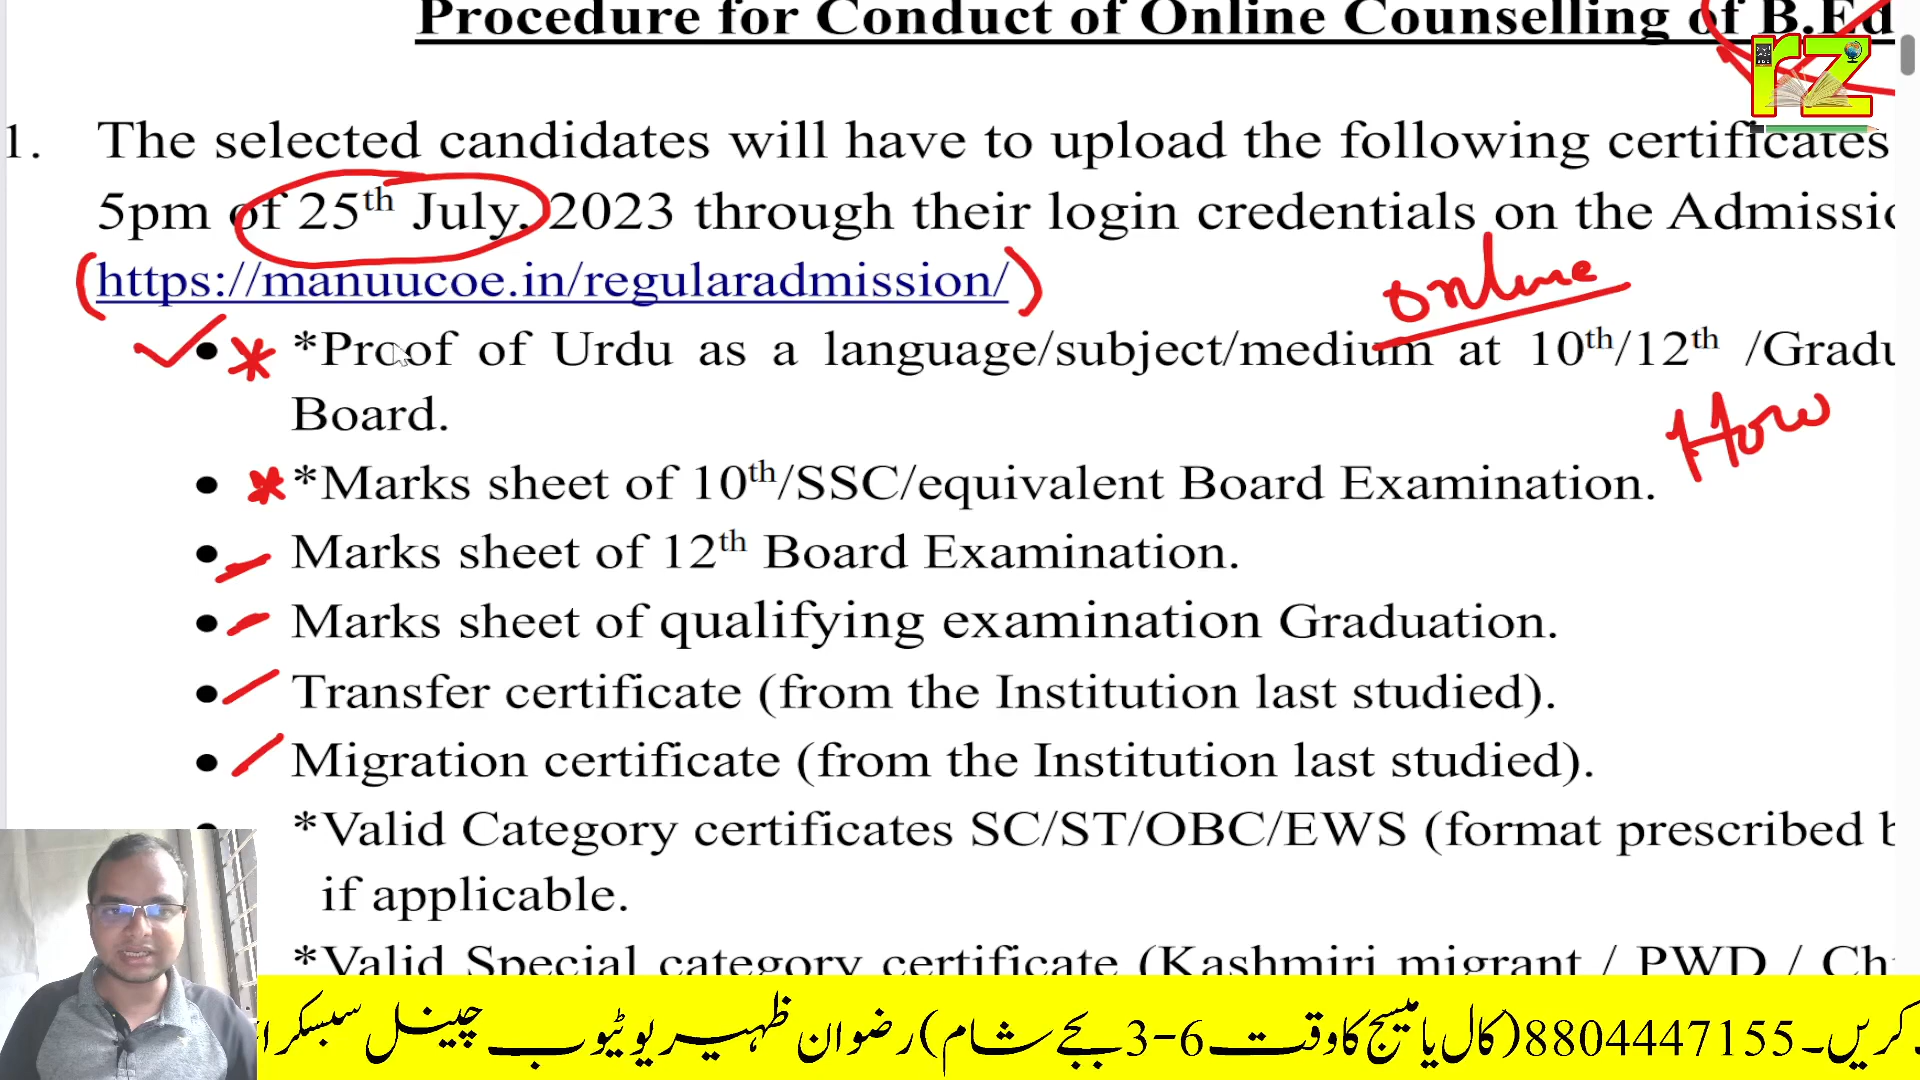 Procedure for Conduct of Online Counselling of B.Ed
rz
1. The selected candidates will have to upload the following certificates
5pm of 25th July, 2023 through their login credentials on the Admissio
(https://manuucoe.in/regularadmission/)
online
• *Proof of Urdu as a language/subject/medium at 10th/12th /Gradu
Board.
How
• *Marks sheet of 10th/SSC/equivalent Board Examination.
• Marks sheet of 12th Board Examination.
• Marks sheet of qualifying examination Graduation.
• Transfer certificate (from the Institution last studied).
• Migration certificate (from the Institution last studied).
• *Valid Category certificates SC/ST/OBC/EWS (format prescribed b
if applicable.
*Valid Special category certificate (Kashmiri migrant / PWD / Ch
کریں۔ 8804447155(کال یا میسج کا وقت 6-3 بجے شام) رضوان ظہیر یوٹیوب چینل سبسکرا